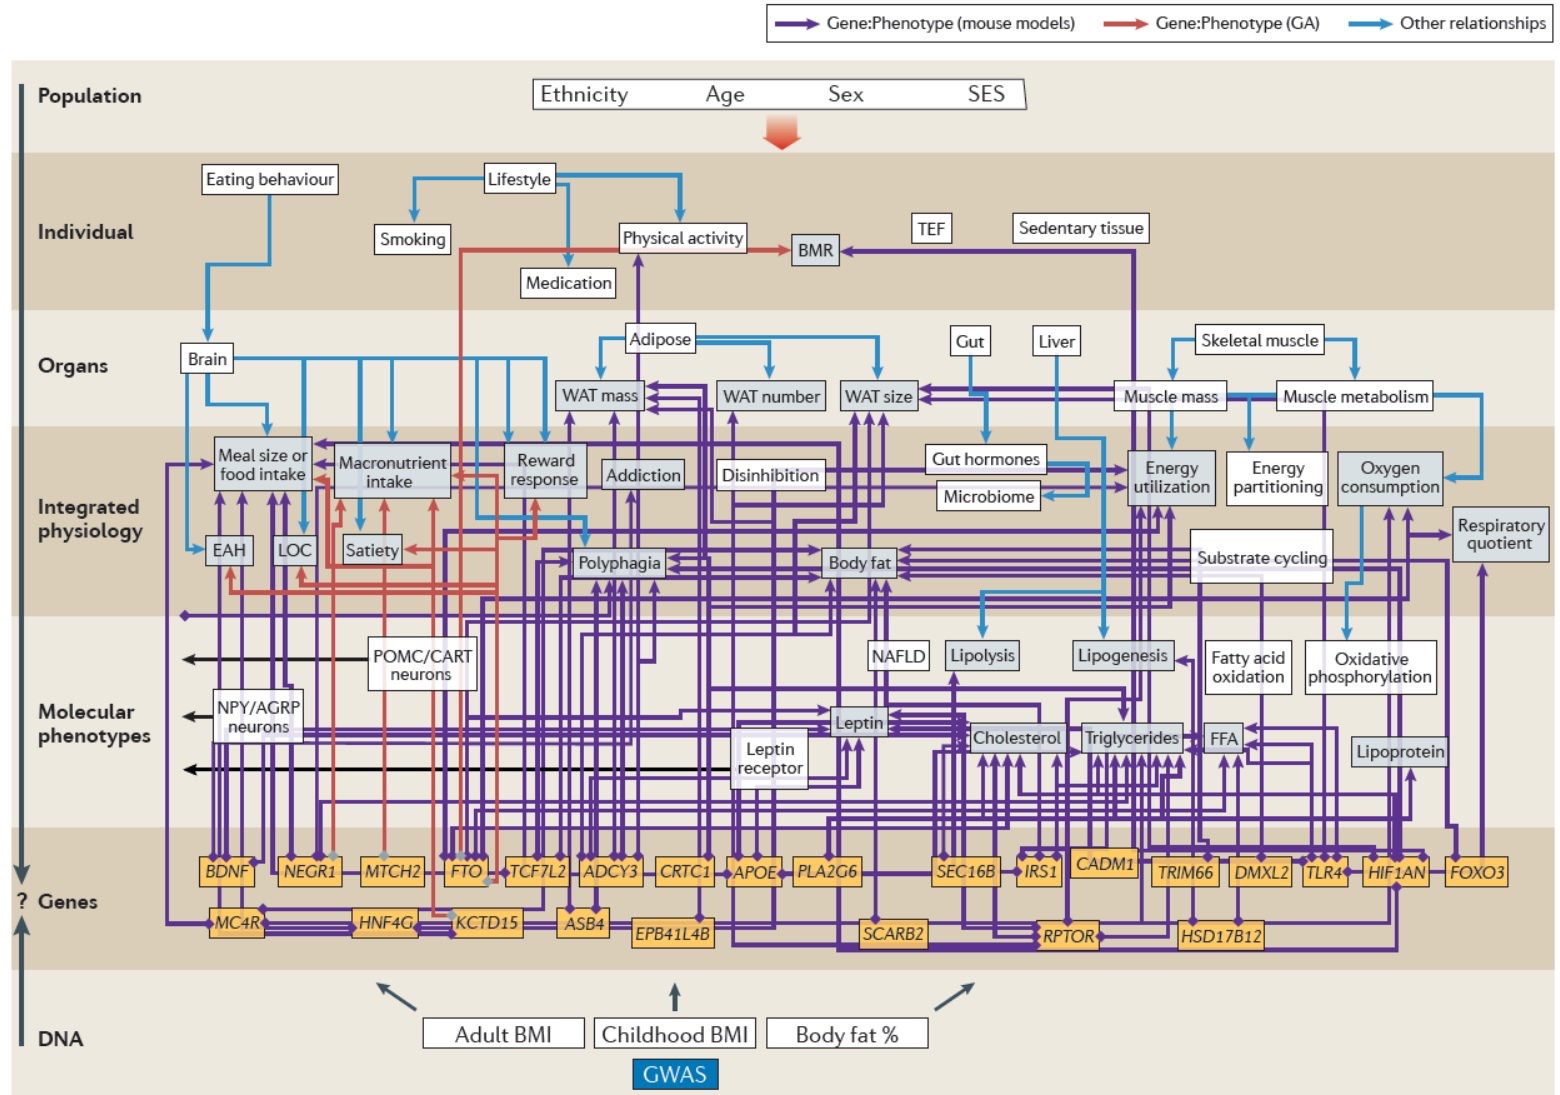 Gene:Phenotype (mouse models) Gene:Phenotype (GA) Other relationships
Population
Ethnicity Age Sex SES
Individual
Eating behaviour
Lifestyle
Smoking
Physical activity
Medication
BMR
TEF
Sedentary tissue
Organs
Brain
Adipose
Gut
Liver
Skeletal muscle
WAT mass
WAT number
WAT size
Muscle mass
Muscle metabolism
Integrated
physiology
Meal size or
food intake
Macronutrient
intake
Reward
response
Addiction
Disinhibition
Gut hormones
Microbiome
Energy
utilization
Energy
partitioning
Oxygen
consumption
Respiratory
quotient
EAH
LOC
Satiety
Polyphagia
Body fat
Substrate cycling
Molecular
phenotypes
POMC/CART
neurons
NAFLD
Lipolysis
Lipogenesis
Fatty acid
oxidation
Oxidative
phosphorylation
NPY/AGRP
neurons
Leptin
Leptin
receptor
Cholesterol
Triglycerides
FFA
Lipoprotein
?
Genes
BDNF
NEGR1
MTCH2
FTO
TCF7L2
ADCY3
CRTC1
APOE
PLA2G6
SEC16B
IRS1
CADM1
TRIM66
DMXL2
TLR4
HIF1AN
FOXO3
MC4R
HNF4G
KCTD15
ASB4
EPB41L4B
SCARB2
RPTOR
HSD17B12
DNA
Adult BMI
Childhood BMI
Body fat %
GWAS